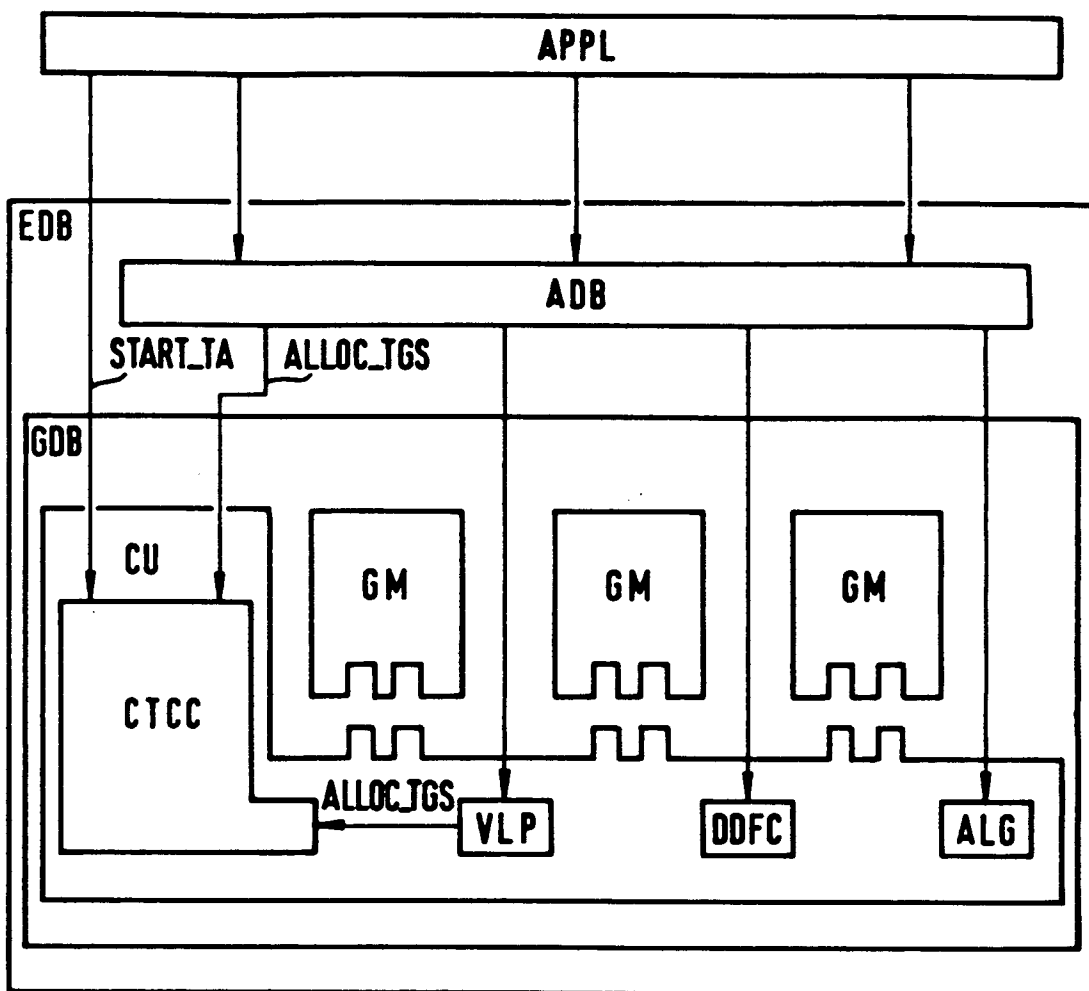 APPL
EDB
ADB
START_TA
ALLOC_TGS
GDB
CU
GM
GM
GM
CTCC
ALLOC_TGS
VLP
DDFC
ALG